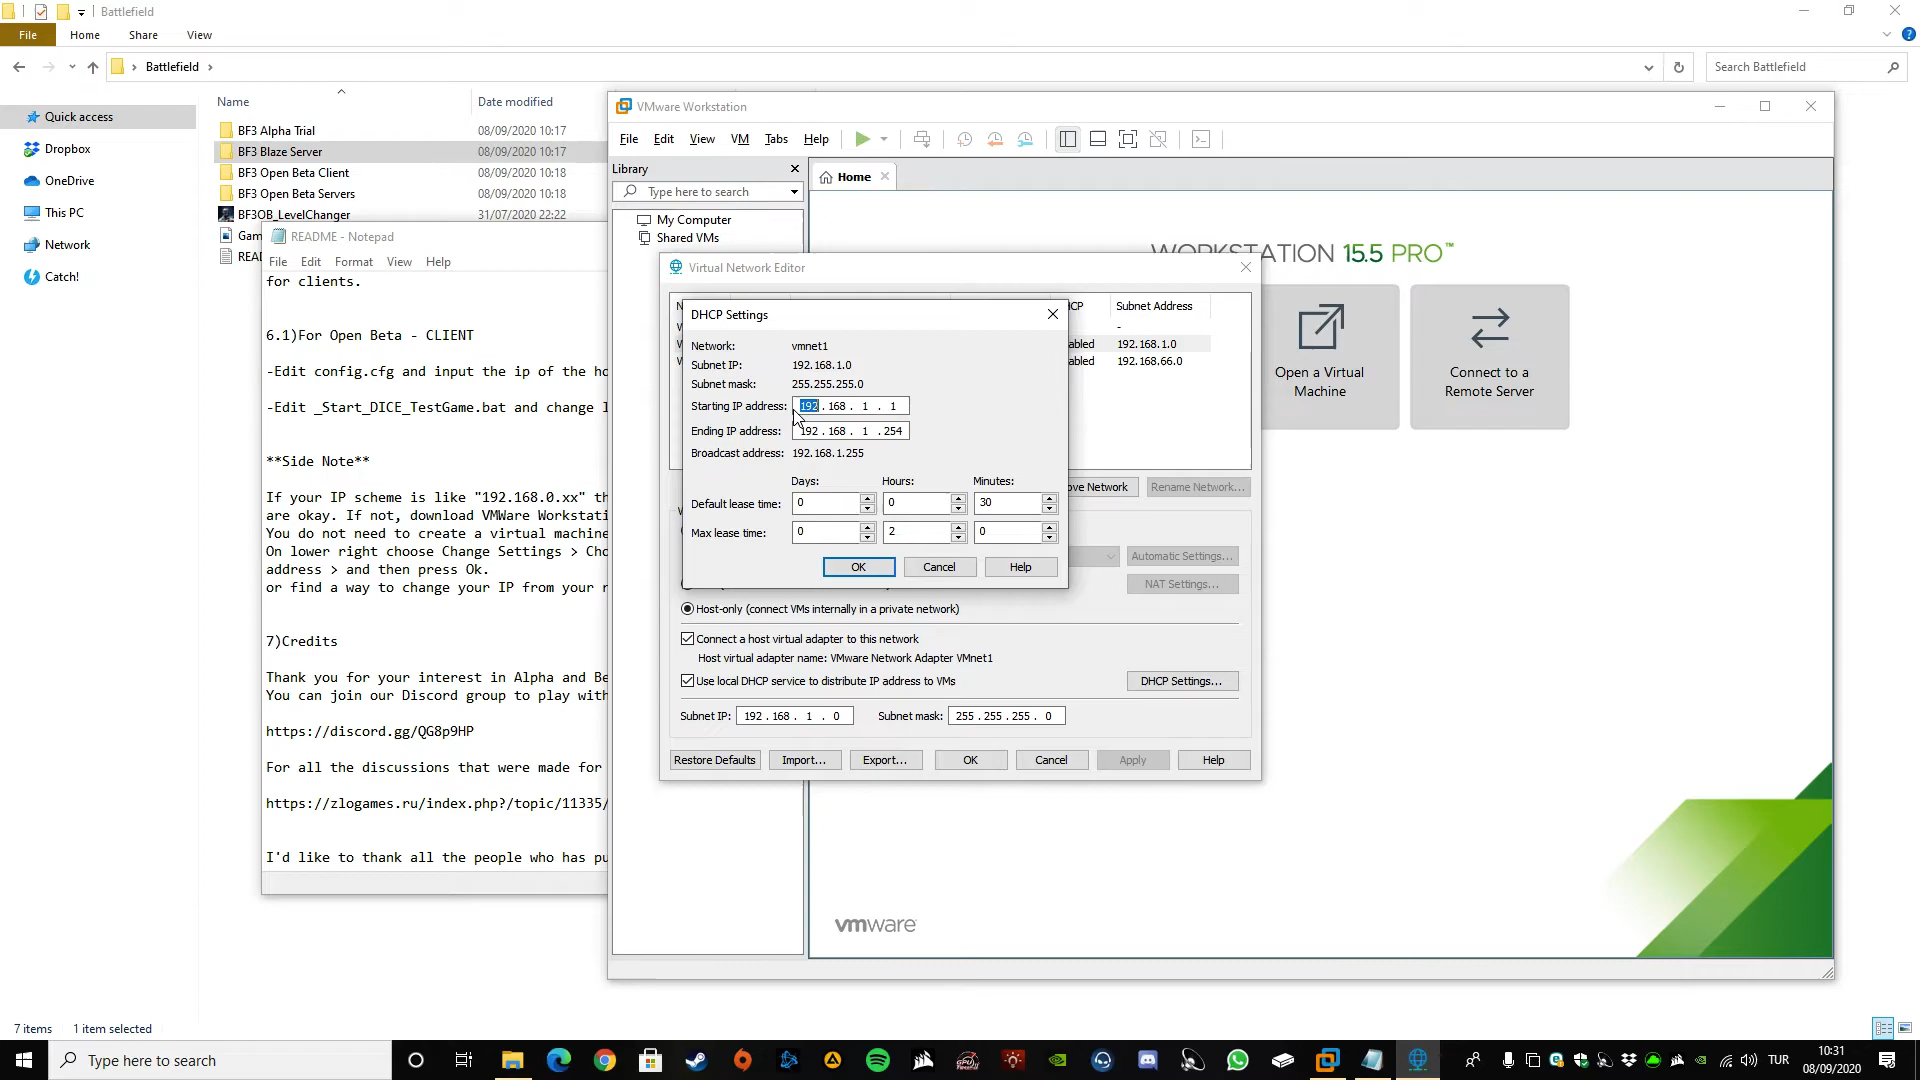 Battlefield
File
Home
Share
View
Battlefield
Search Battlefield
Quick access
Dropbox
OneDrive
This PC
Network
Catch!
Name
Date modified
BF3 Alpha Trial
08/09/2020 10:17
BF3 Blaze Server
08/09/2020 10:17
BF3 Open Beta Client
08/09/2020 10:18
BF3 Open Beta Servers
08/09/2020 10:18
BF3OB_LevelChanger
31/07/2020 22:22
Gam
REA
README - Notepad
File Edit Format View Help
for clients.
6.1)For Open Beta - CLIENT
-Edit config.cfg and input the ip of the ho
-Edit _Start_DICE_TestGame.bat and change l
**Side Note**
If your IP scheme is like "192.168.0.xx" th
are okay. If not, download VMWare Workstati
You do not need to create a virtual machine
On lower right choose Change Settings > Cho
address > and then press Ok.
or find a way to change your IP from your r
7)Credits
Thank you for your interest in Alpha and Be
You can join our Discord group to play with
https://discord.gg/QG8p9HP
For all the discussions that were made for
https://zlogames.ru/index.php?/topic/11335/
I'd like to thank all the people who has pu
VMware Workstation
File Edit View VM Tabs Help
Library
Type here to search
My Computer
Shared VMs
Home
WORKSTATION 15.5 PRO™
Open a Virtual
Machine
Connect to a
Remote Server
vmware
Virtual Network Editor
HCP
Subnet Address
-
abled
192.168.1.0
abled
192.168.66.0
ove Network
Rename Network...
Automatic Settings...
NAT Settings...
Host-only (connect VMs internally in a private network)
Connect a host virtual adapter to this network
Host virtual adapter name: VMware Network Adapter VMnet1
Use local DHCP service to distribute IP address to VMs
DHCP Settings...
Subnet IP: 192 . 168 . 1 . 0
Subnet mask: 255 . 255 . 255 . 0
Restore Defaults
Import...
Export...
OK
Cancel
Apply
Help
DHCP Settings
Network: vmnet1
Subnet IP: 192.168.1.0
Subnet mask: 255.255.255.0
Starting IP address: 192 . 168 . 1 . 1
Ending IP address: 192 . 168 . 1 . 254
Broadcast address: 192.168.1.255
Days: Hours: Minutes:
Default lease time: 0 0 30
Max lease time: 0 2 0
OK
Cancel
Help
7 items
1 item selected
Type here to search
TUR
10:31
08/09/2020